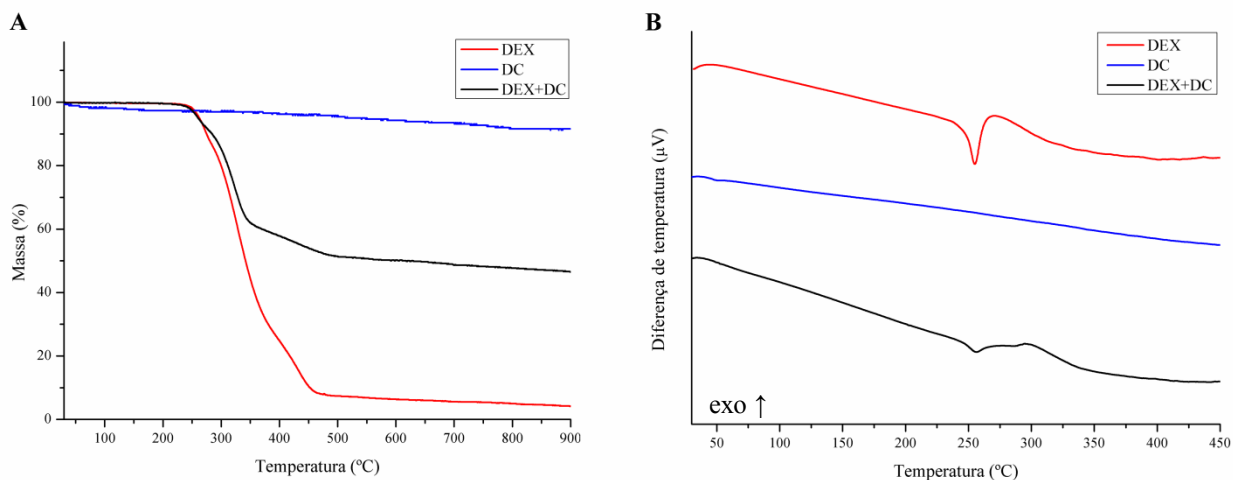 A
DEX
DC
DEX+DC
Massa (%)
100
80
60
40
20
0
100 200 300 400 500 600 700 800 900
Temperatura (ºC)
B
DEX
DC
DEX+DC
Diferença de temperatura (µV)
exo ↑
50 100 150 200 250 300 350 400 450
Temperatura (ºC)